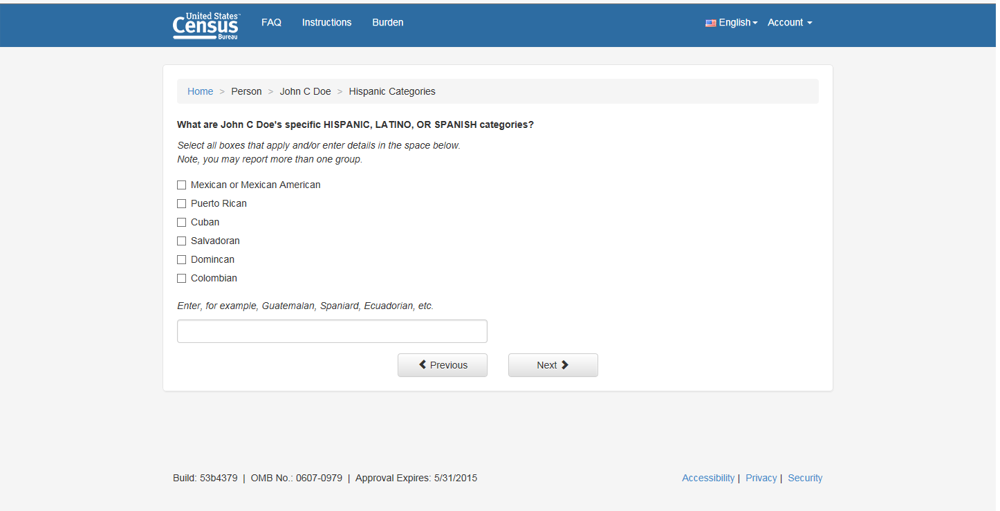 United States™
Census
Bureau
FAQ Instructions Burden
English Account
Home > Person > John C Doe > Hispanic Categories
What are John C Doe's specific HISPANIC, LATINO, OR SPANISH categories?
Select all boxes that apply and/or enter details in the space below.
Note, you may report more than one group.
Mexican or Mexican American
Puerto Rican
Cuban
Salvadoran
Domincan
Colombian
Enter, for example, Guatemalan, Spaniard, Ecuadorian, etc.
Previous Next
Build: 53b4379 | OMB No.: 0607-0979 | Approval Expires: 5/31/2015 Accessibility | Privacy | Security